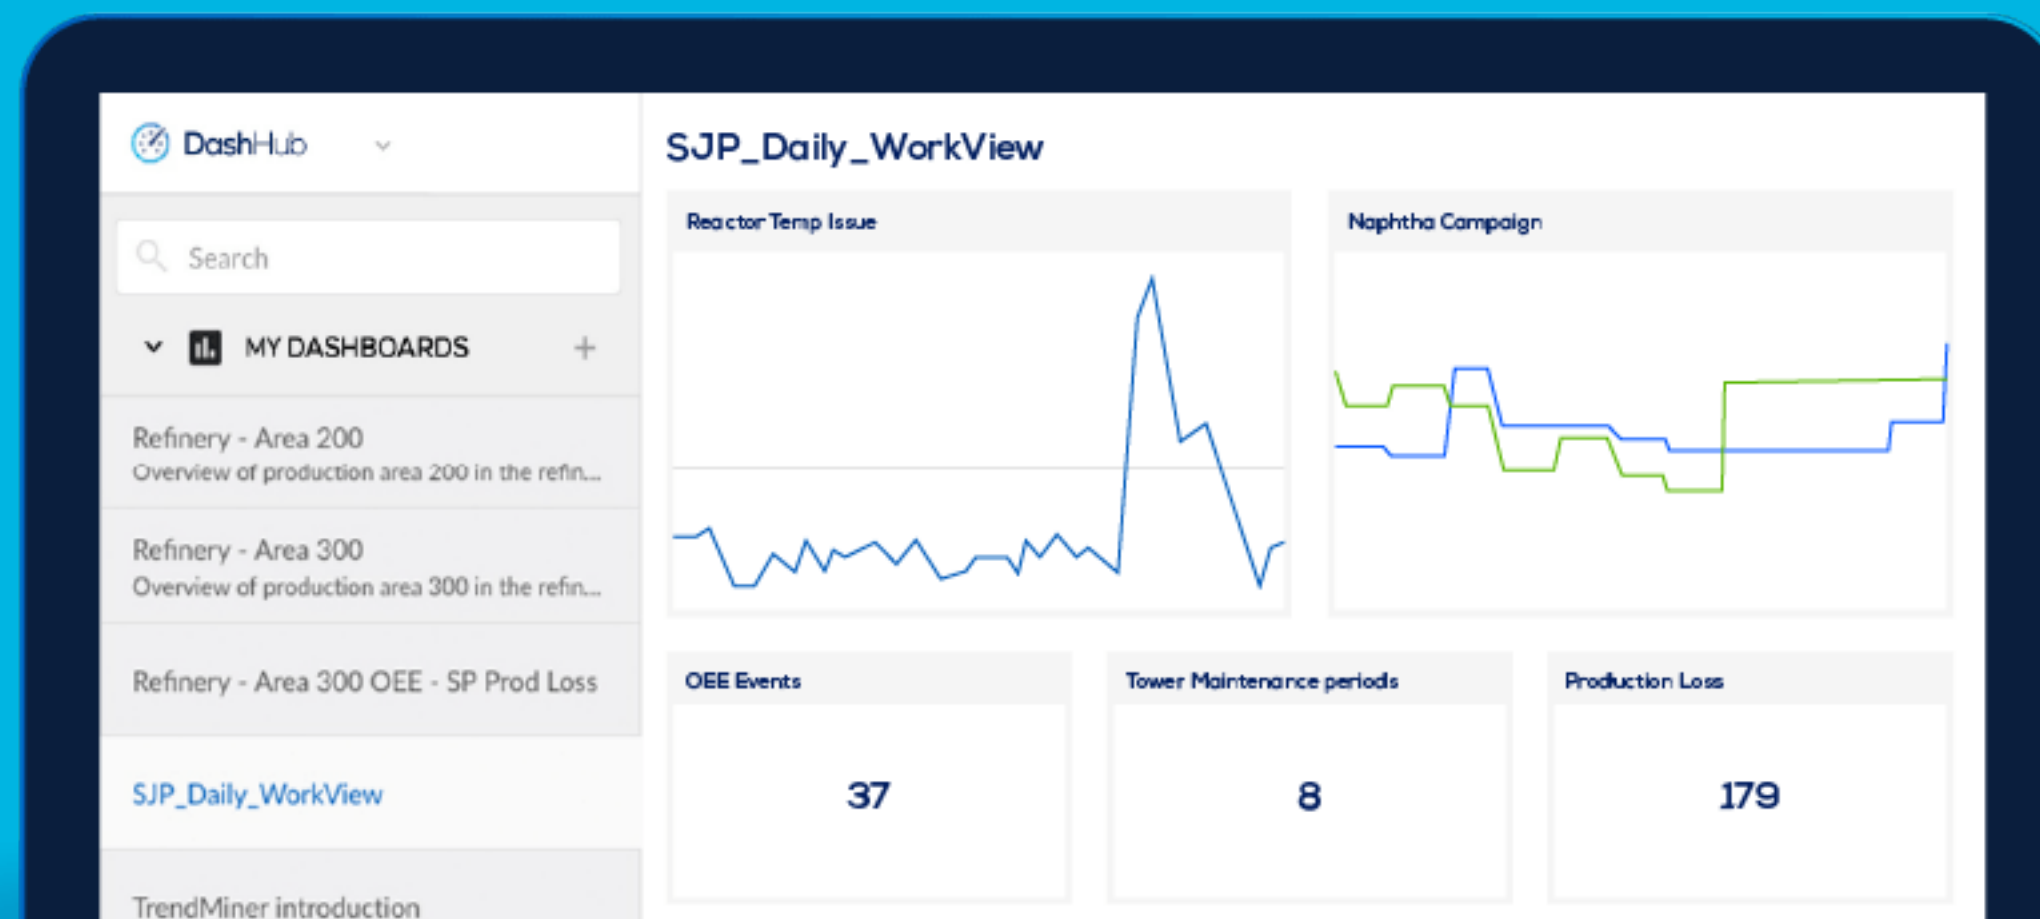 DashHub
Search
MY DASHBOARDS
Refinery - Area 200
Overview of production area 200 in the refin...
Refinery - Area 300
Overview of production area 300 in the refin...
Refinery - Area 300 OEE - SP Prod Loss
SJP_Daily_WorkView
TrendMiner introduction
SJP_Daily_WorkView
Reactor Temp Issue
Naphtha Campaign
OEE Events
37
Tower Maintenance periods
8
Production Loss
179